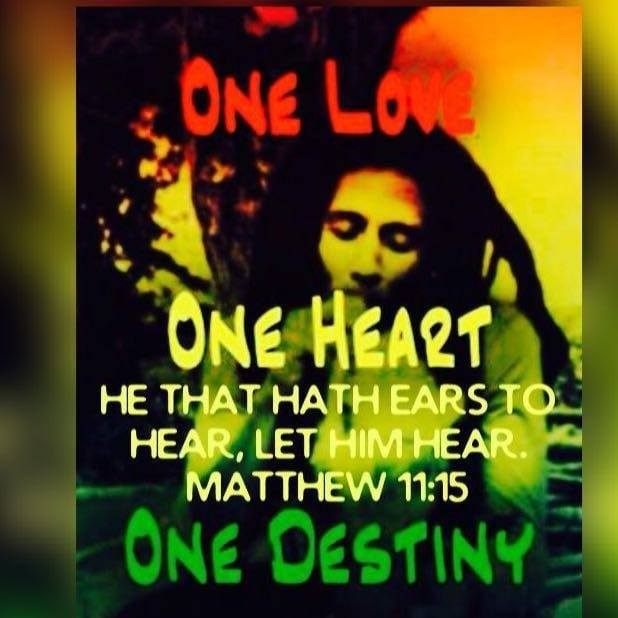 ONE LOVE
ONE HEART
HE THAT HATH EARS TO
HEAR, LET HIM HEAR.
MATTHEW 11:15
ONE DESTINY